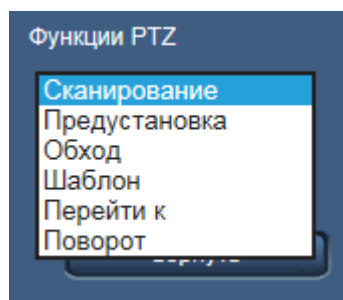 Функции PTZ
Сканирование
Предустановка
Обход
Шаблон
Перейти к
Поворот